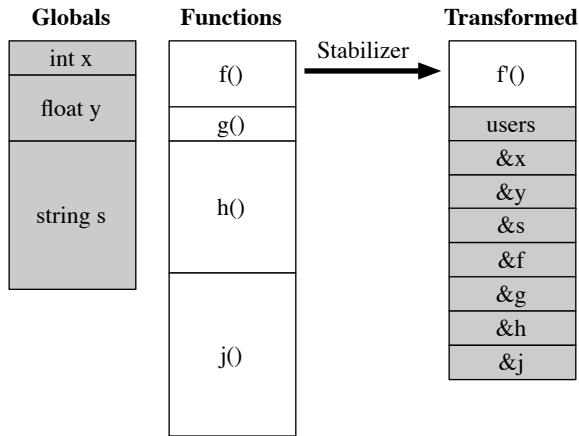 Globals
int x
float y
string s
Functions
f()
g()
h()
j()
Stabilizer
Transformed
f'()
users
&x
&y
&s
&f
&g
&h
&j